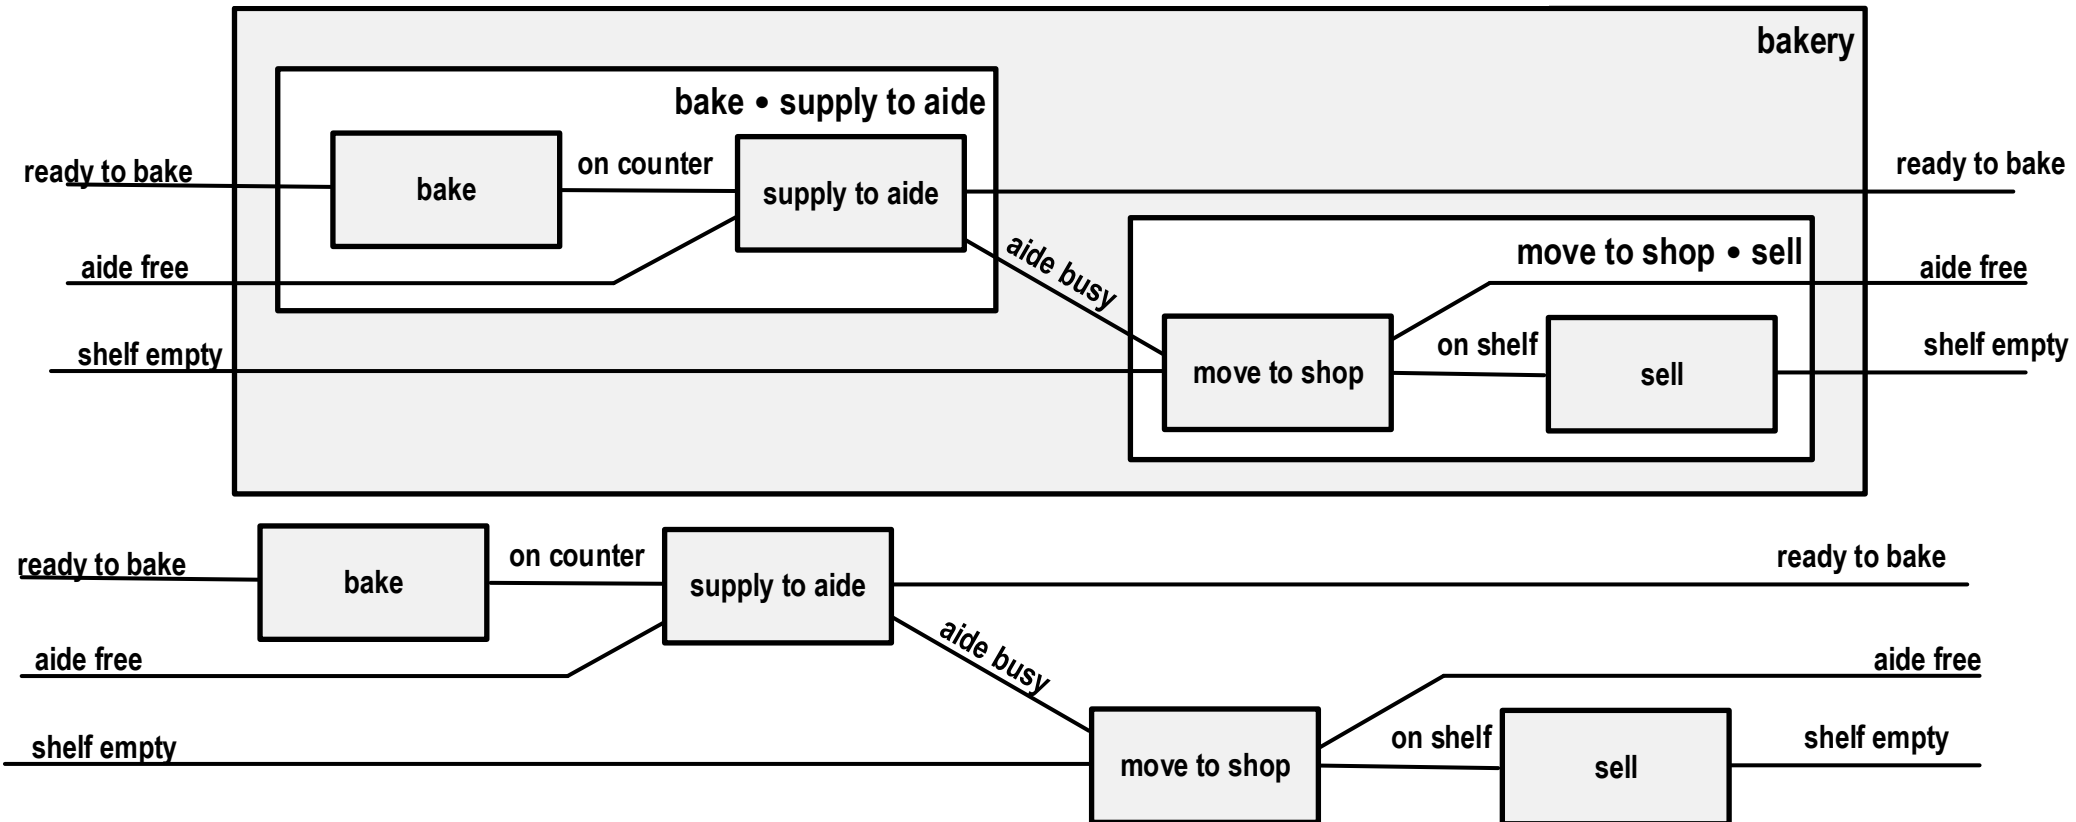 bakery
bake • supply to aide
ready to bake
bake
on counter
supply to aide
ready to bake
aide free
aide busy
move to shop • sell
aide free
shelf empty
move to shop
on shelf
sell
shelf empty
ready to bake
bake
on counter
supply to aide
ready to bake
aide free
aide busy
aide free
shelf empty
move to shop
on shelf
sell
shelf empty